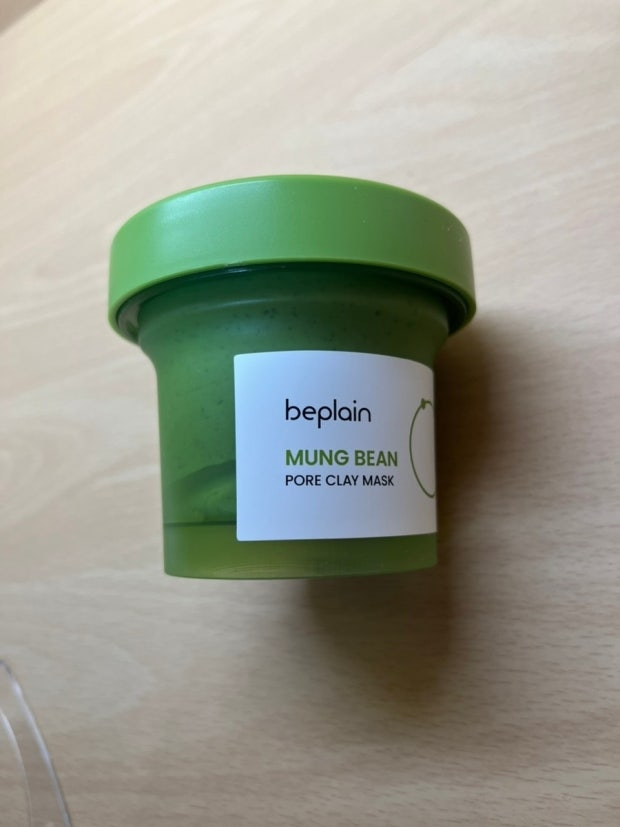 beplain
MUNG BEAN
PORE CLAY MASK